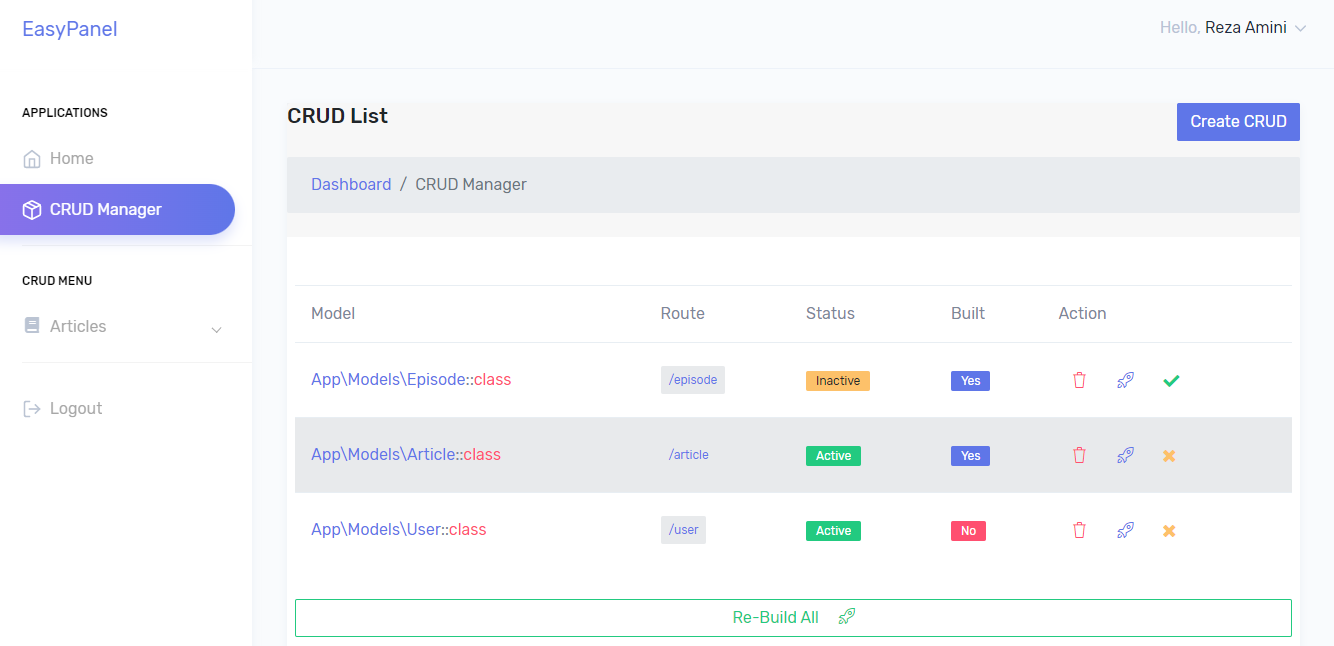 EasyPanel
Hello, Reza Amini
APPLICATIONS
Home
CRUD Manager
CRUD MENU
Articles
Logout
CRUD List
Create CRUD
Dashboard / CRUD Manager
Model Route Status Built Action
App\Models\Episode::class /episode Inactive Yes
App\Models\Article::class /article Active Yes
App\Models\User::class /user Active No
Re-Build All